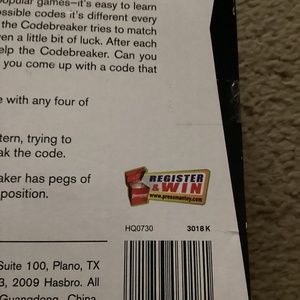 popular games–it's easy to learn
ossible codes it's different every
the Codebreaker tries to match
ven a little bit of luck. After each
elp the Codebreaker. Can you
you come up with a code that
e with any four of
tern, trying to
ak the code.
aker has pegs of
position.
REGISTER
& WIN
www.pressmantoy.com
HQ0730 3018 K
Suite 100, Plano, TX
3, 2009 Hasbro. All
Guangdong, China